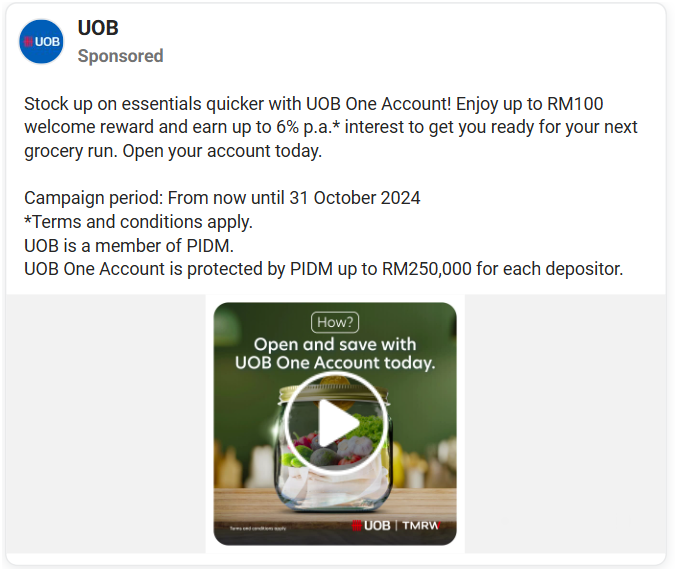 UOB
UOB
Sponsored
Stock up on essentials quicker with UOB One Account! Enjoy up to RM100
welcome reward and earn up to 6% p.a.* interest to get you ready for your next
grocery run. Open your account today.
Campaign period: From now until 31 October 2024
*Terms and conditions apply.
UOB is a member of PIDM.
UOB One Account is protected by PIDM up to RM250,000 for each depositor.
How?
Open and save with
UOB One Account today.
Terms and conditions apply.
UOB | TMRW